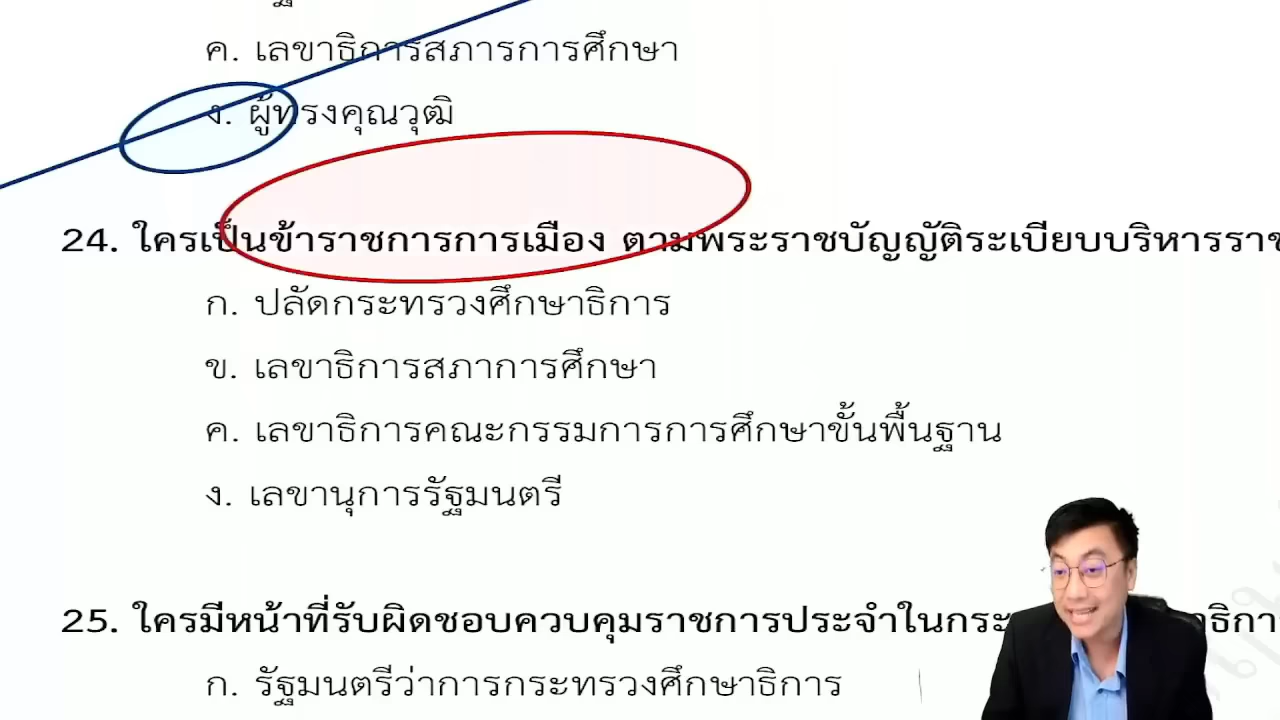 ค. เลขาธิการสภารการศึกษา
ง. ผู้ทรงคุณวุฒิ
24. ใครเป็นข้าราชการการเมือง ตามพระราชบัญญัติระเบียบบริหารราช
ก. ปลัดกระทรวงศึกษาธิการ
ข. เลขาธิการสภาการศึกษา
ค. เลขาธิการคณะกรรมการการศึกษาขั้นพื้นฐาน
ง. เลขานุการรัฐมนตรี
25. ใครมีหน้าที่รับผิดชอบควบคุมราชการประจำในกระ
ก. รัฐมนตรีว่าการกระทรวงศึกษาธิการ